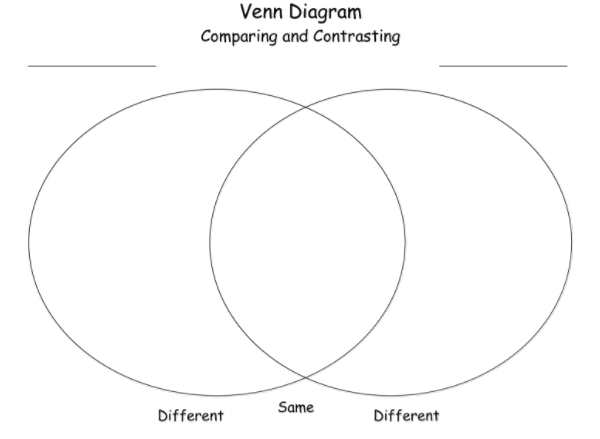 Venn Diagram
Comparing and Contrasting
Different
Same
Different